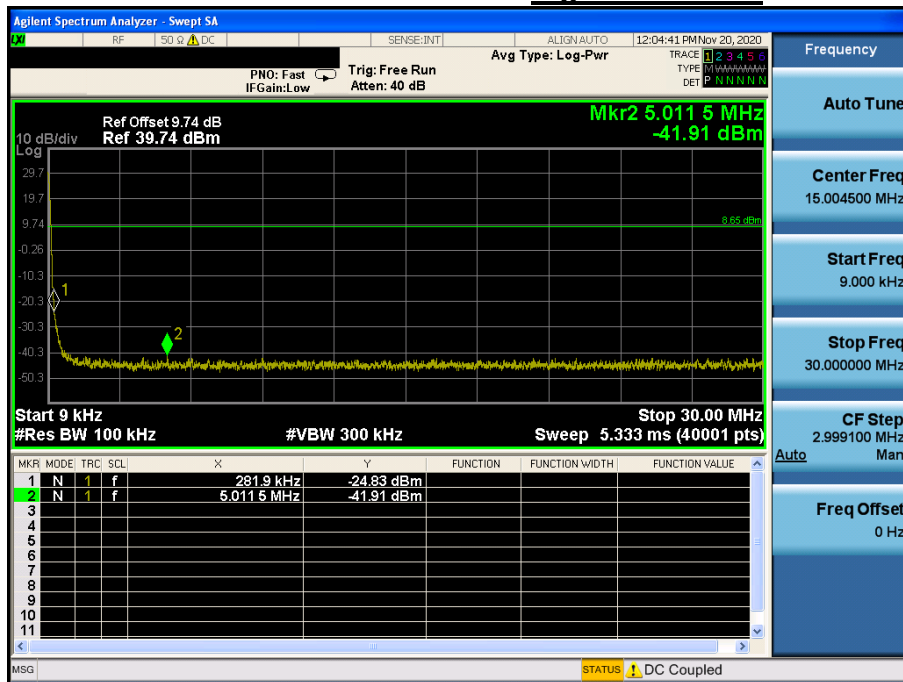 Agilent Spectrum Analyzer - Swept SA
LXI RF 50 Ω DC SENSE:INT ALIGN AUTO 12:04:41 PM Nov 20, 2020
Avg Type: Log-Pwr TRACE 1 2 3 4 5 6
PNO: Fast Trig: Free Run TYPE M
IFGain:Low Atten: 40 dB DET P N N N N N
Mkr2 5.011 5 MHz
Ref Offset 9.74 dB
10 dB/div Ref 39.74 dBm -41.91 dBm
Log
29.7
19.7
9.74
8.65 dBm
-0.26
-10.3
1
-20.3
-30.3
2
-40.3
-50.3
Start 9 kHz Stop 30.00 MHz
#Res BW 100 kHz #VBW 300 kHz Sweep 5.333 ms (40001 pts)
MKR MODE TRC SCL X Y FUNCTION FUNCTION WIDTH FUNCTION VALUE
1 N 1 f 281.9 kHz -24.83 dBm
2 N 1 f 5.011 5 MHz -41.91 dBm
3
4
5
6
7
8
9
10
11
MSG STATUS DC Coupled
Frequency
Auto Tune
Center Freq
15.004500 MHz
Start Freq
9.000 kHz
Stop Freq
30.000000 MHz
CF Step
2.999100 MHz
Auto Man
Freq Offset
0 Hz